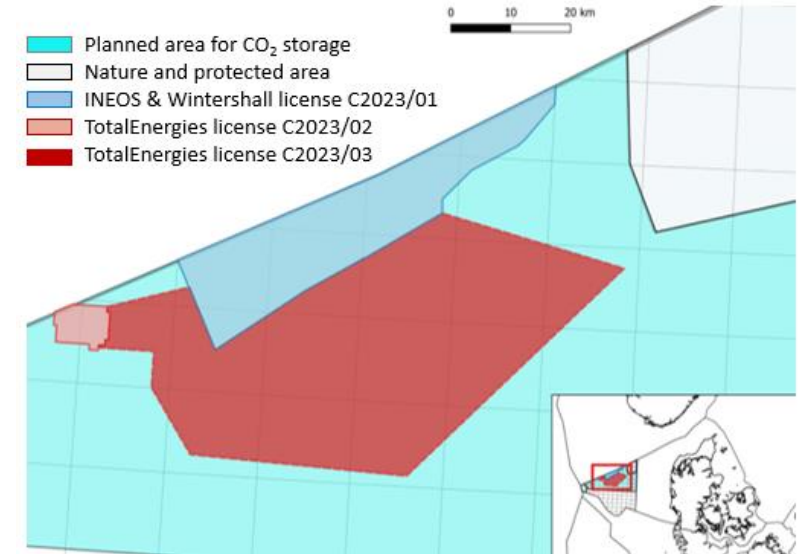 0 10 20 km
Planned area for CO₂ storage
Nature and protected area
INEOS & Wintershall license C2023/01
TotalEnergies license C2023/02
TotalEnergies license C2023/03